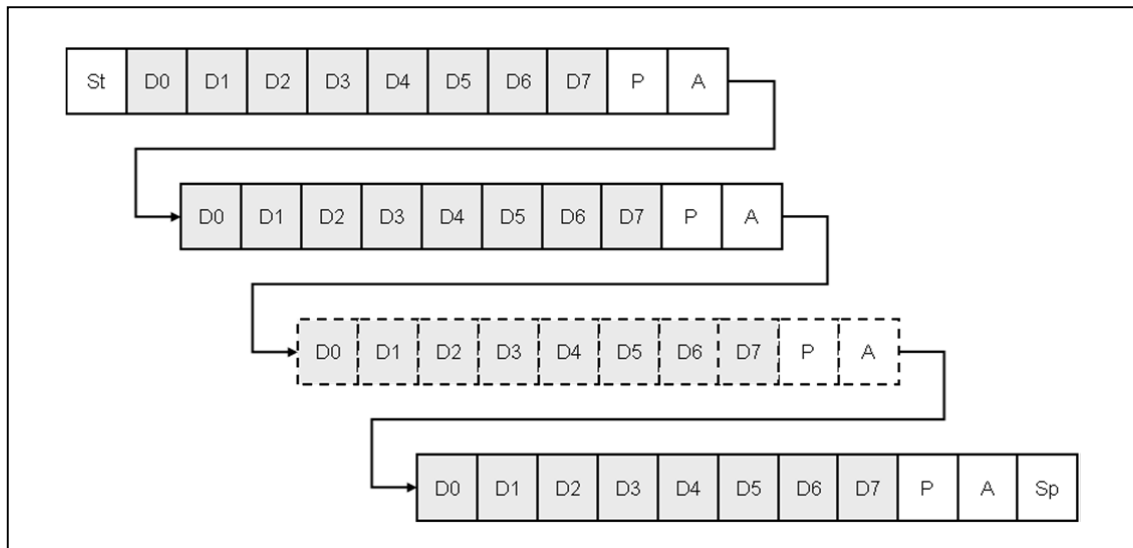 St D0 D1 D2 D3 D4 D5 D6 D7 P A
D0 D1 D2 D3 D4 D5 D6 D7 P A
D0 D1 D2 D3 D4 D5 D6 D7 P A
D0 D1 D2 D3 D4 D5 D6 D7 P A Sp